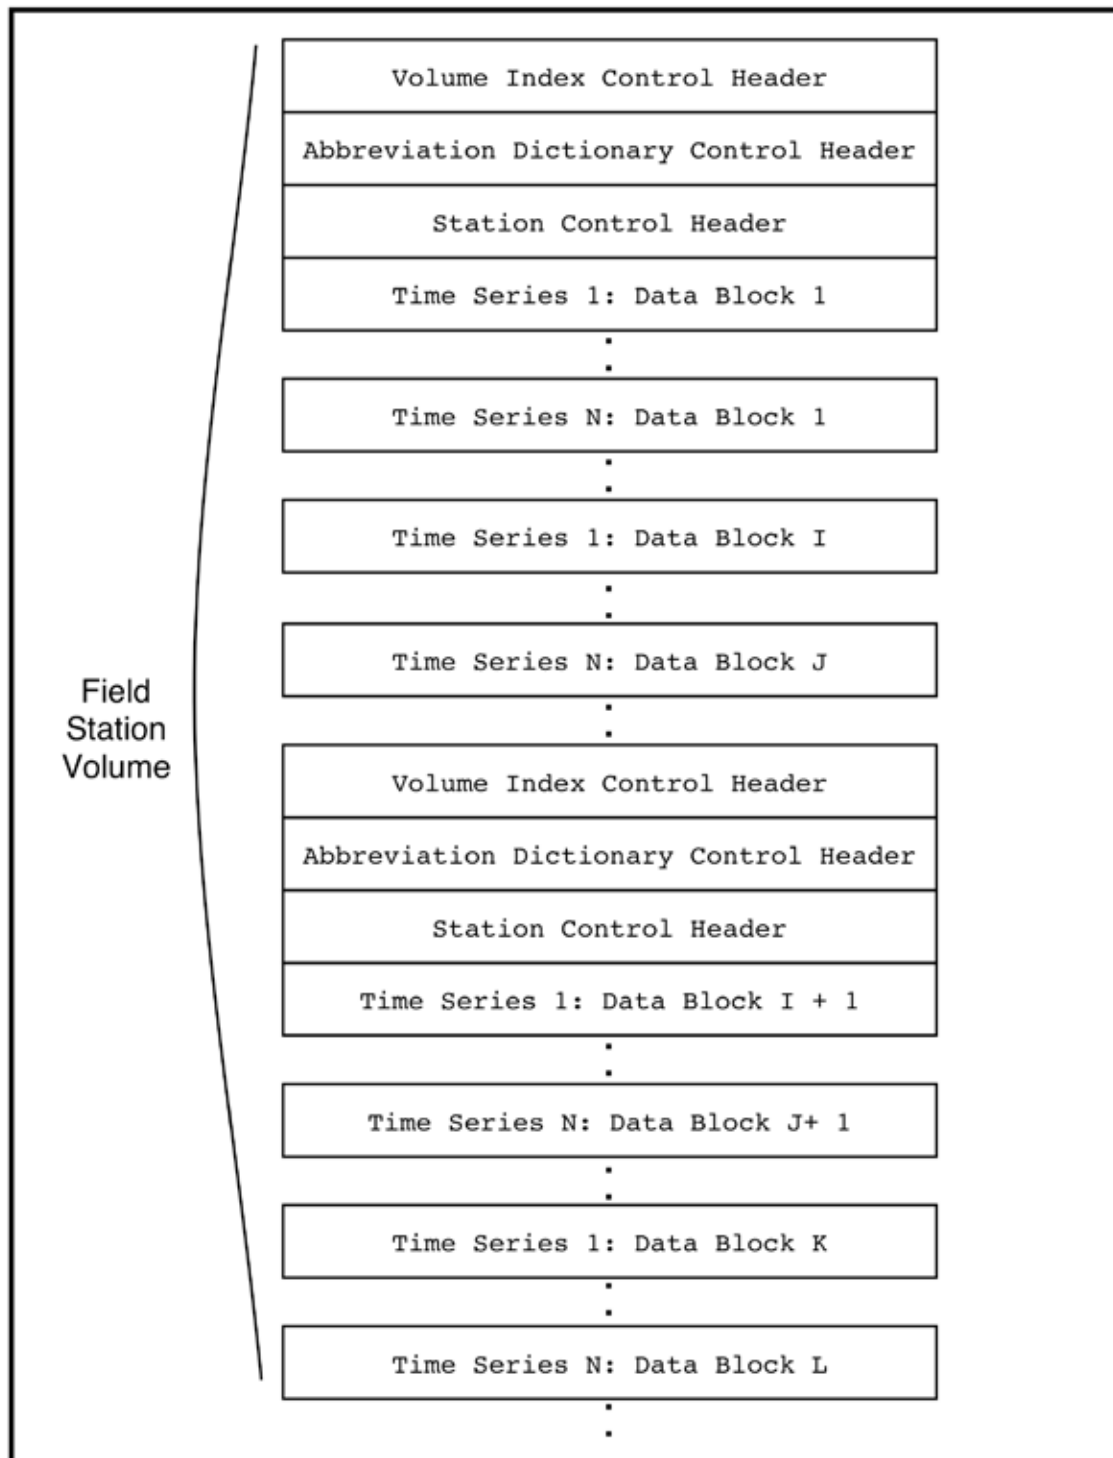 Volume Index Control Header
Abbreviation Dictionary Control Header
Station Control Header
Time Series 1: Data Block 1
Time Series N: Data Block 1
Time Series 1: Data Block I
Time Series N: Data Block J
Field
Station
Volume
Volume Index Control Header
Abbreviation Dictionary Control Header
Station Control Header
Time Series 1: Data Block I + 1
Time Series N: Data Block J+ 1
Time Series 1: Data Block K
Time Series N: Data Block L